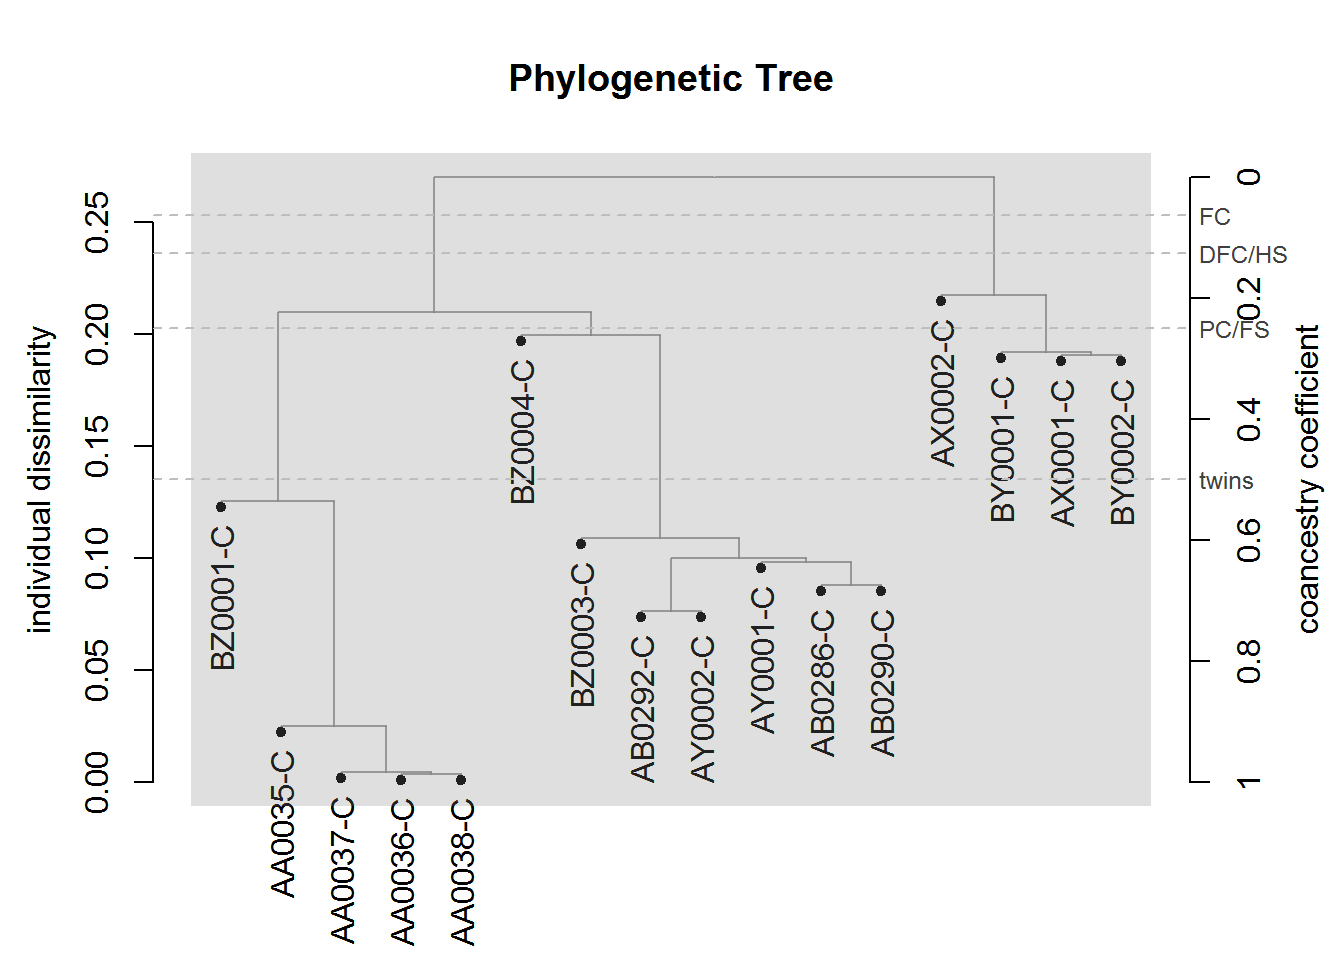 Phylogenetic Tree
individual dissimilarity
0.25
0.20
0.15
0.10
0.05
0.00
BZ0001-C
AA0035-C
AA0037-C
AA0036-C
AA0038-C
BZ0004-C
BZ0003-C
AB0292-C
AY0002-C
AY0001-C
AB0286-C
AB0290-C
AX0002-C
BY0001-C
AX0001-C
BY0002-C
FC
DFC/HS
PC/FS
twins
0
0.2
0.4
0.6
0.8
1
coancestry coefficient